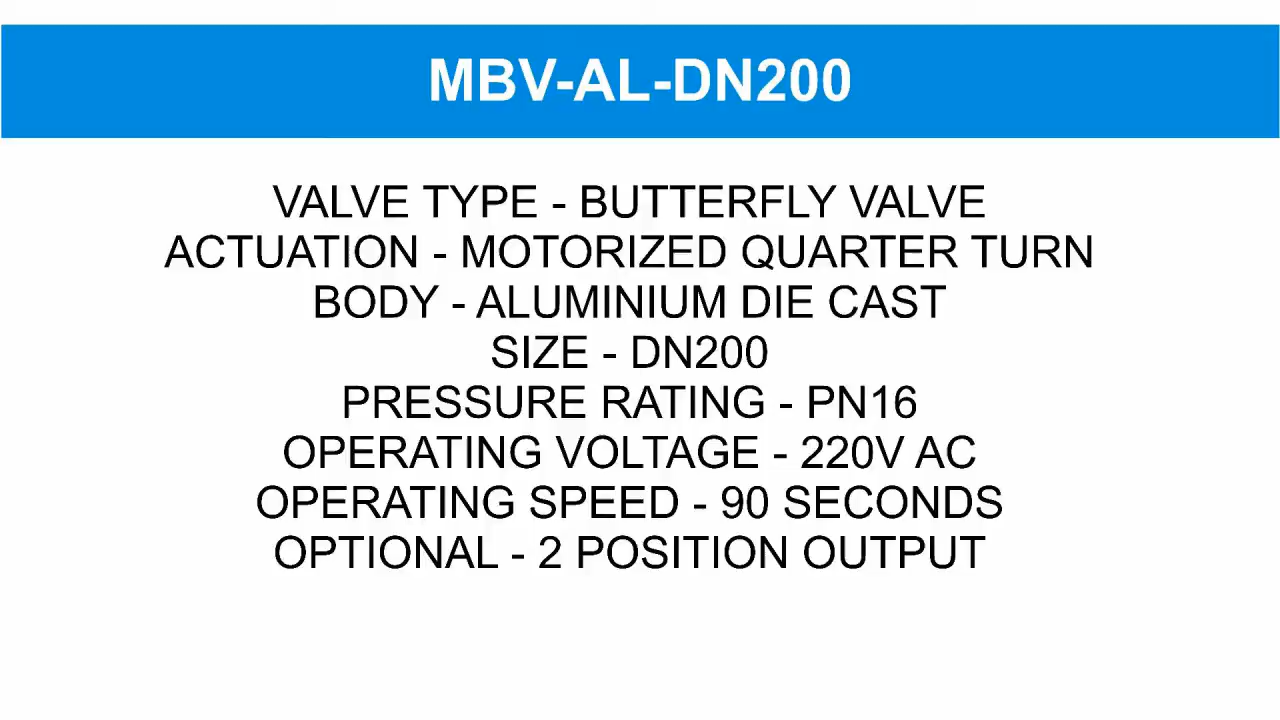 MBV-AL-DN200
VALVE TYPE - BUTTERFLY VALVE
ACTUATION - MOTORIZED QUARTER TURN
BODY - ALUMINIUM DIE CAST
SIZE - DN200
PRESSURE RATING - PN16
OPERATING VOLTAGE - 220V AC
OPERATING SPEED - 90 SECONDS
OPTIONAL - 2 POSITION OUTPUT